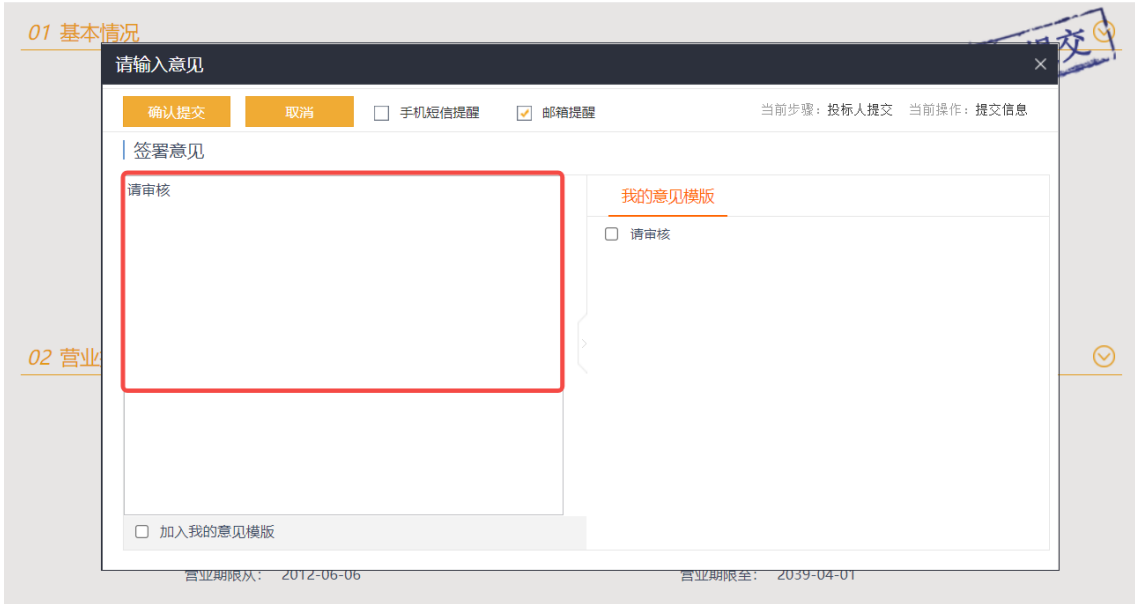 01 基本情况
交
请输入意见
确认提交 取消 手机短信提醒 邮箱提醒 当前步骤：投标人提交 当前操作：提交信息
签署意见
请审核
我的意见模版
请审核
02 营业
加入我的意见模版
营业期限从： 2012-06-06 营业期限至： 2039-04-01